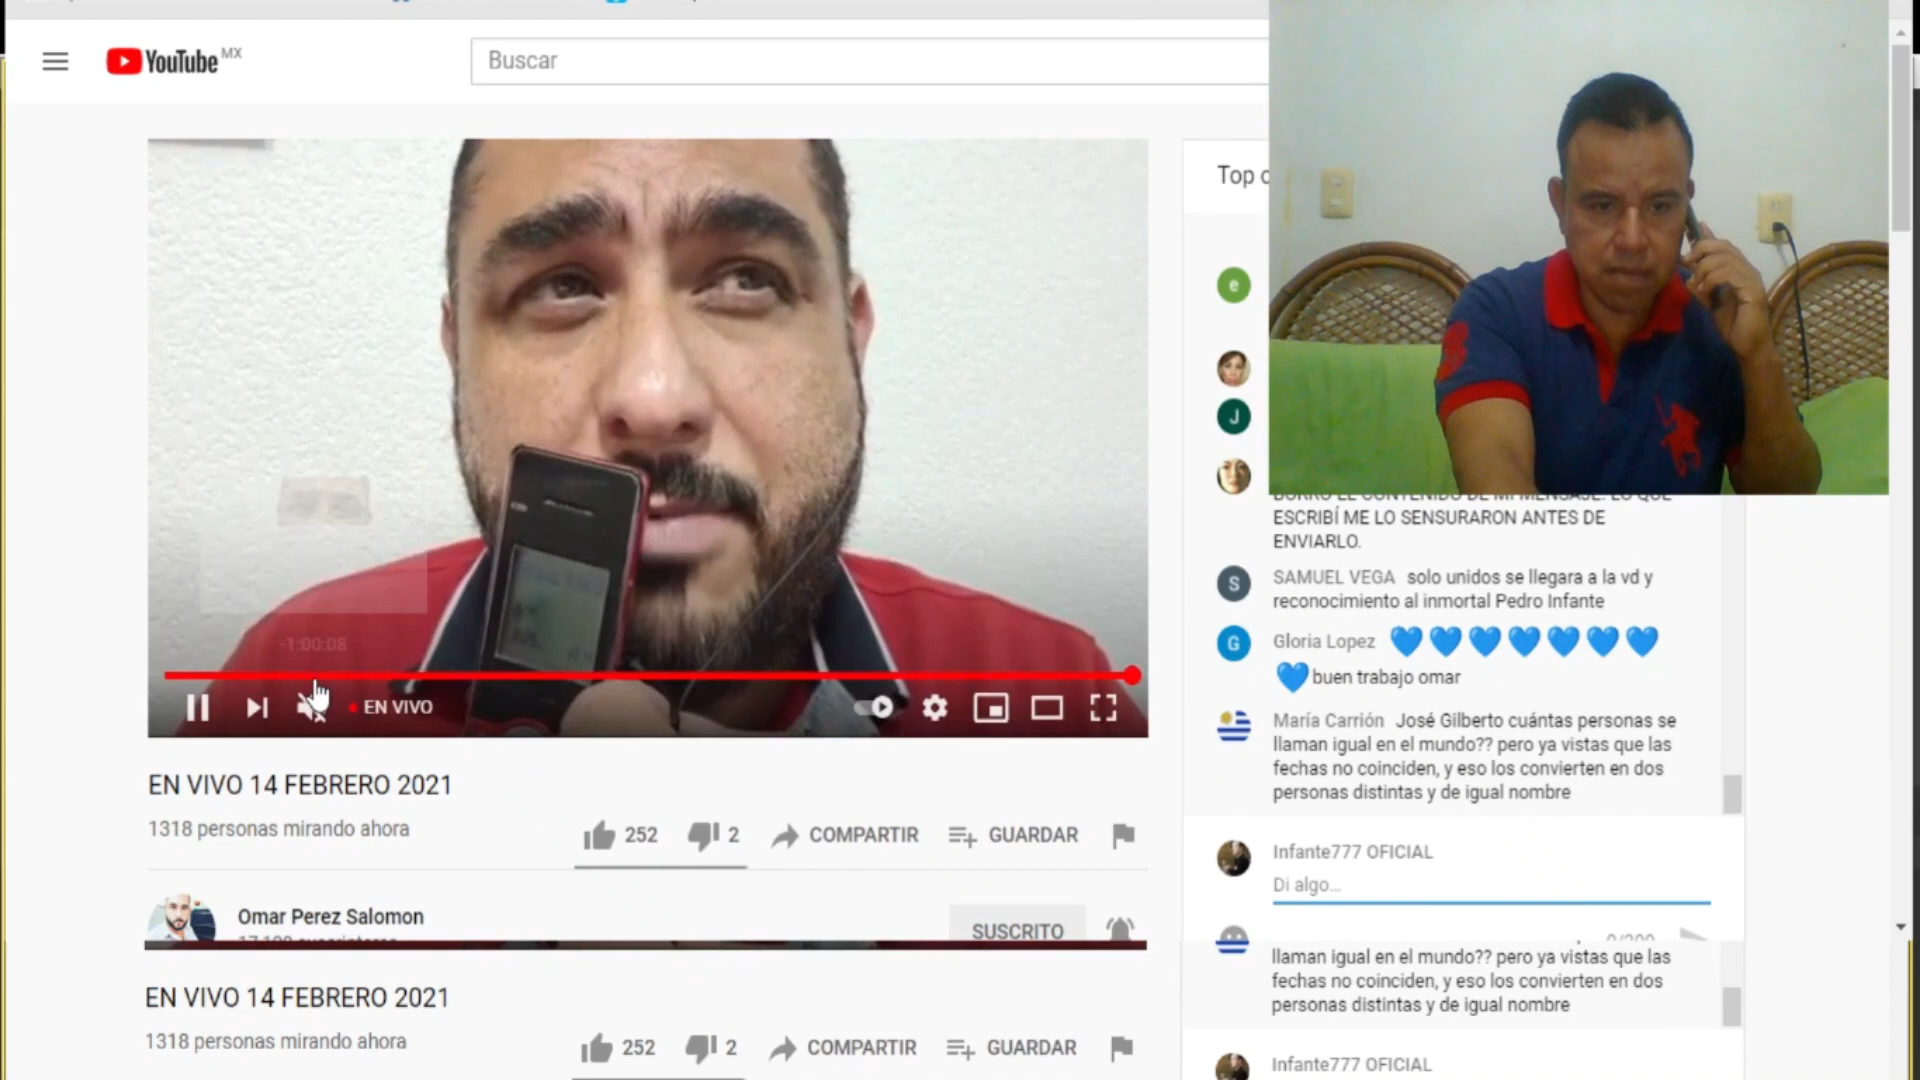 YouTube MX
Buscar
Top
ESCRIBÍ ME LO SENSURARON ANTES DE
ENVIARLO.
SAMUEL VEGA solo unidos se llegara a la vd y
reconocimiento al inmortal Pedro Infante
Gloria Lopez 💙💙💙💙💙💙💙
💙buen trabajo omar
María Carrión José Gilberto cuántas personas se
llaman igual en el mundo?? pero ya vistas que las
fechas no coinciden, y eso los convierten en dos
personas distintas y de igual nombre
Infante777 OFICIAL
Di algo...
llaman igual en el mundo?? pero ya vistas que las
fechas no coinciden, y eso los convierten en dos
personas distintas y de igual nombre
Infante777 OFICIAL
-1:00:08
EN VIVO
EN VIVO 14 FEBRERO 2021
1318 personas mirando ahora
252 2 COMPARTIR GUARDAR
Omar Perez Salomon
SUSCRITO
EN VIVO 14 FEBRERO 2021
1318 personas mirando ahora
252 2 COMPARTIR GUARDAR